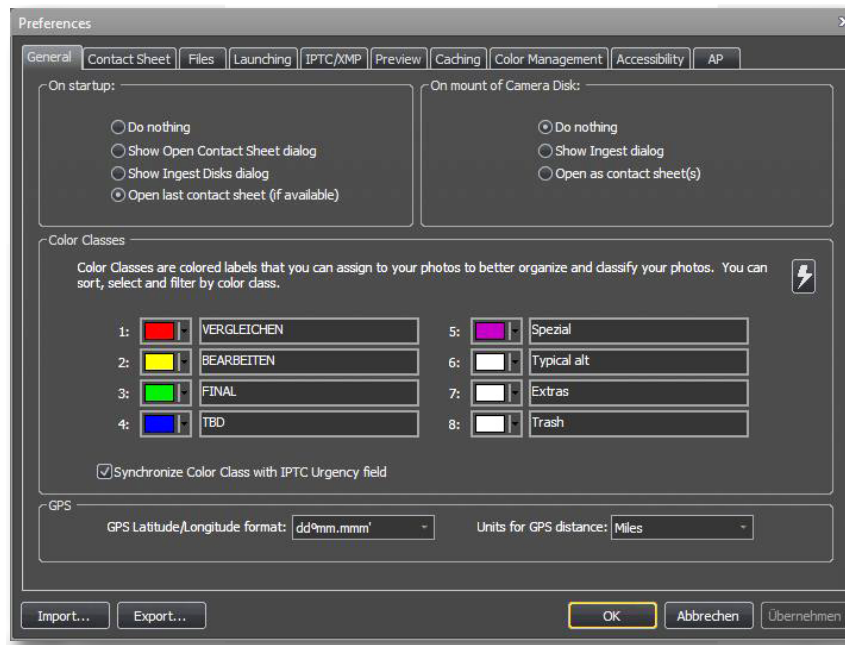 Preferences
General Contact Sheet Files Launching IPTC/XMP Preview Caching Color Management Accessibility AP
On startup:
Do nothing
Show Open Contact Sheet dialog
Show Ingest Disks dialog
Open last contact sheet (if available)
On mount of Camera Disk:
Do nothing
Show Ingest dialog
Open as contact sheet(s)
Color Classes
Color Classes are colored labels that you can assign to your photos to better organize and classify your photos. You can
sort, select and filter by color class.
1: VERGLEICHEN
2: BEARBEITEN
3: FINAL
4: TBD
5: Spezial
6: Typical alt
7: Extras
8: Trash
Synchronize Color Class with IPTC Urgency field
GPS
GPS Latitude/Longitude format: ddºmm.mmm'
Units for GPS distance: Miles
Import... Export... OK Abbrechen Übernehmen